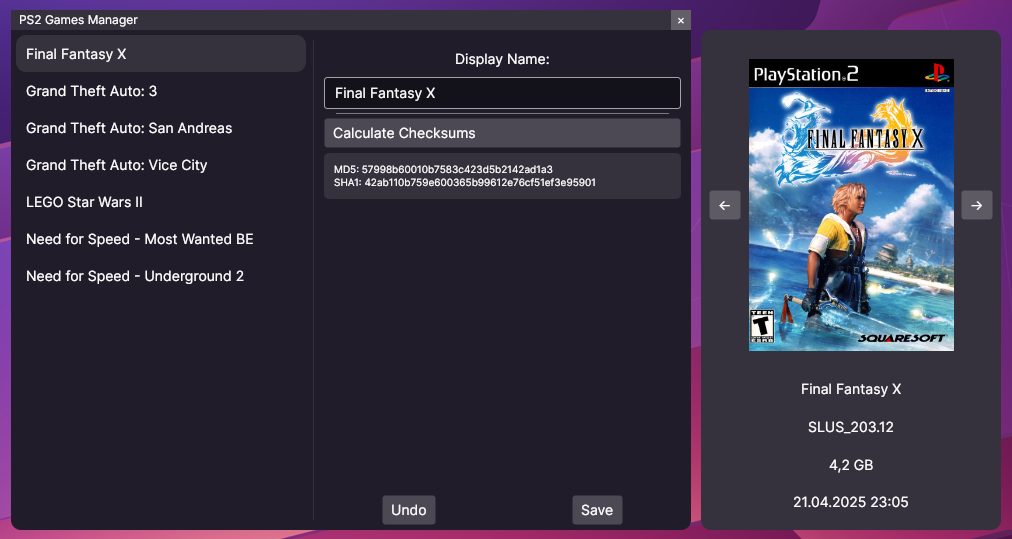 PS2 Games Manager
×
Final Fantasy X
Grand Theft Auto: 3
Grand Theft Auto: San Andreas
Grand Theft Auto: Vice City
LEGO Star Wars II
Need for Speed - Most Wanted BE
Need for Speed - Underground 2
Display Name:
Final Fantasy X
Calculate Checksums
MD5: 57998b60010b7583c423d5b2142ad1a3
SHA1: 42ab110b759e600365b99612e76cf51ef3e95901
Undo
Save
PlayStation.2
FINAL FANTASY X
TEEN
T
ESRB
SQUARESOFT
←
→
Final Fantasy X
SLUS_203.12
4,2 GB
21.04.2025 23:05